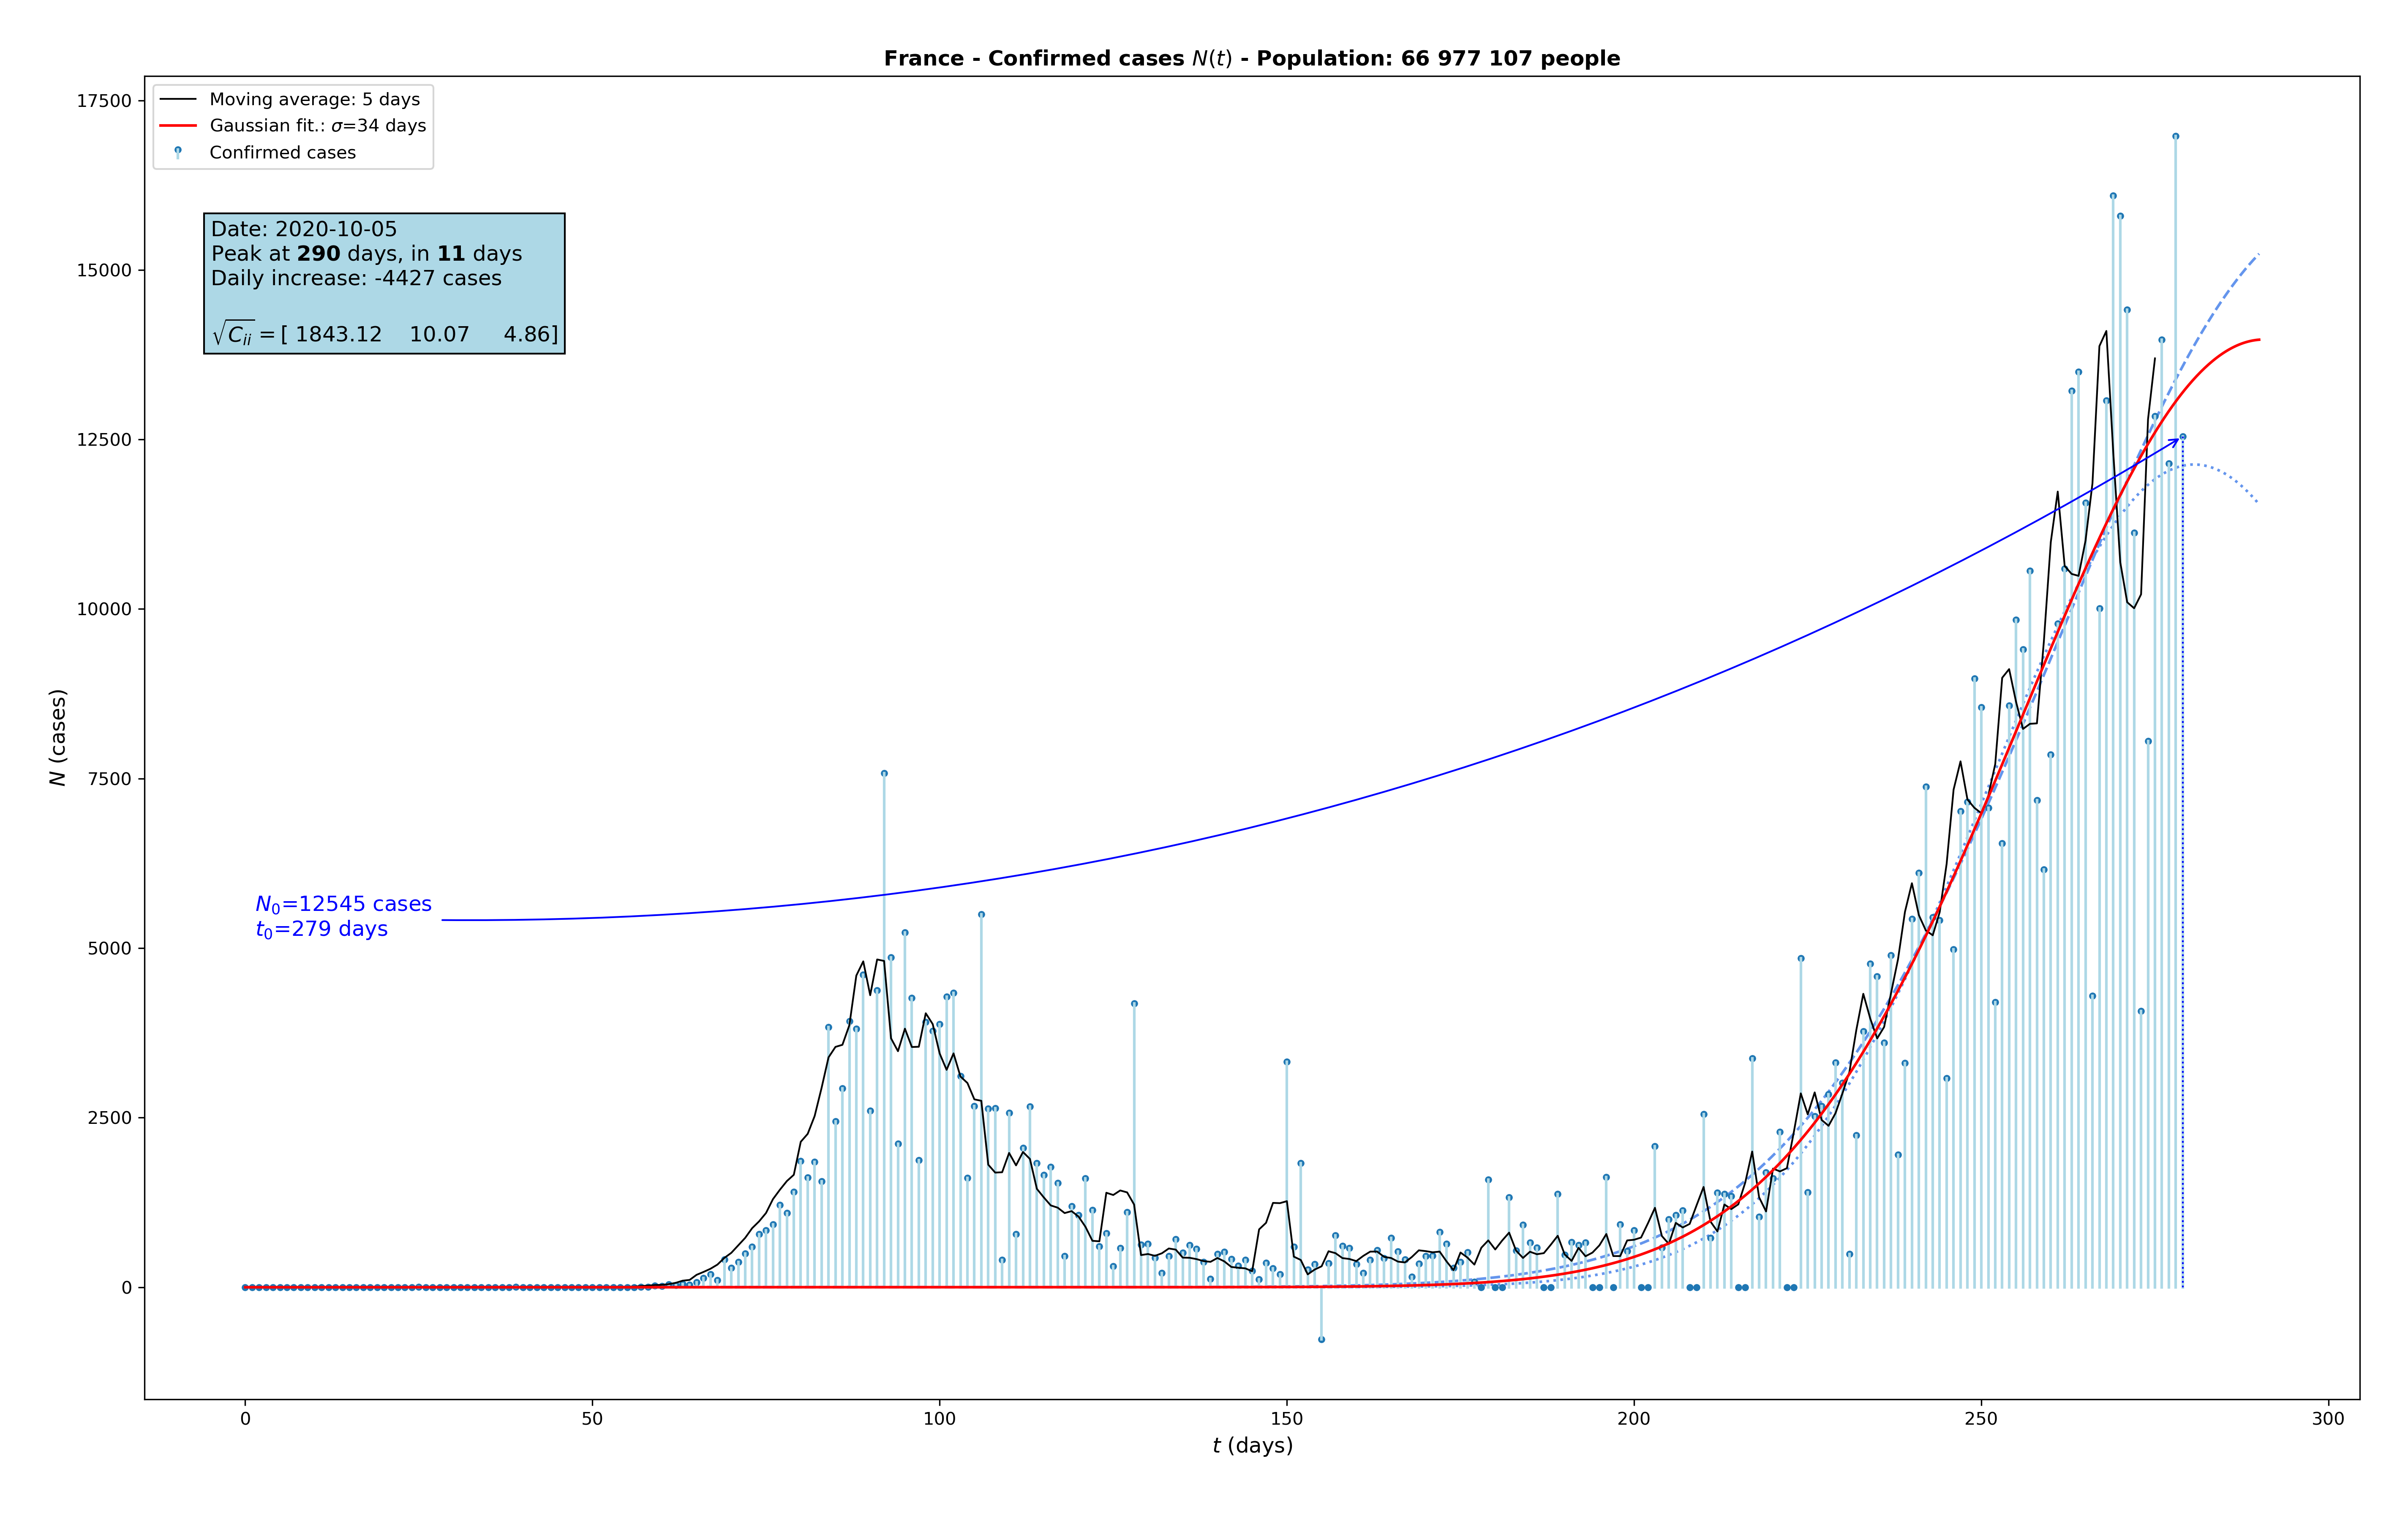 France - Confirmed cases N(t) - Population: 66 977 107 people
Moving average: 5 days
Gaussian fit.: σ=34 days
Confirmed cases
Date: 2020-10-05
Peak at 290 days, in 11 days
Daily increase: -4427 cases
√C_ii = [ 1843.12 10.07 4.86]
N_0=12545 cases
t_0=279 days
N (cases)
17500
15000
12500
10000
7500
5000
2500
0
0 50 100 150 200 250 300
t (days)